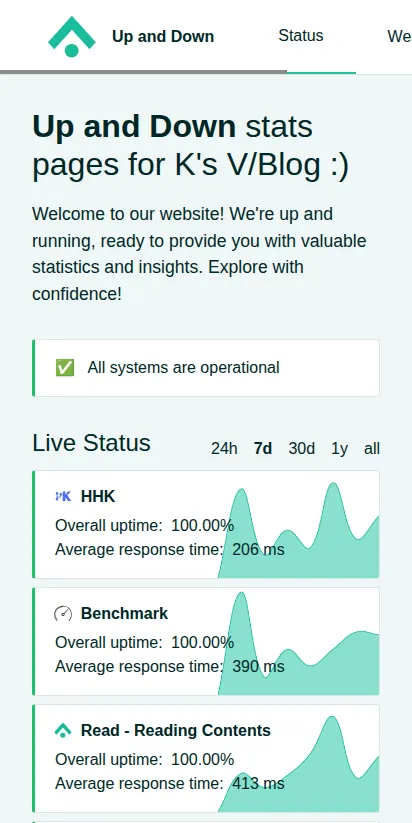 Up and Down Status We
Up and Down stats
pages for K's V/Blog :)
Welcome to our website! We're up and
running, ready to provide you with valuable
statistics and insights. Explore with
confidence!
All systems are operational
Live Status 24h 7d 30d 1y all
HHK
Overall uptime: 100.00%
Average response time: 206 ms
Benchmark
Overall uptime: 100.00%
Average response time: 390 ms
Read - Reading Contents
Overall uptime: 100.00%
Average response time: 413 ms